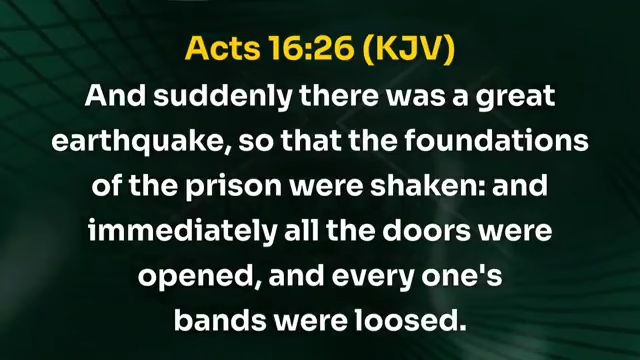 Acts 16:26 (KJV)
And suddenly there was a great
earthquake, so that the foundations
of the prison were shaken: and
immediately all the doors were
opened, and every one's
bands were loosed.